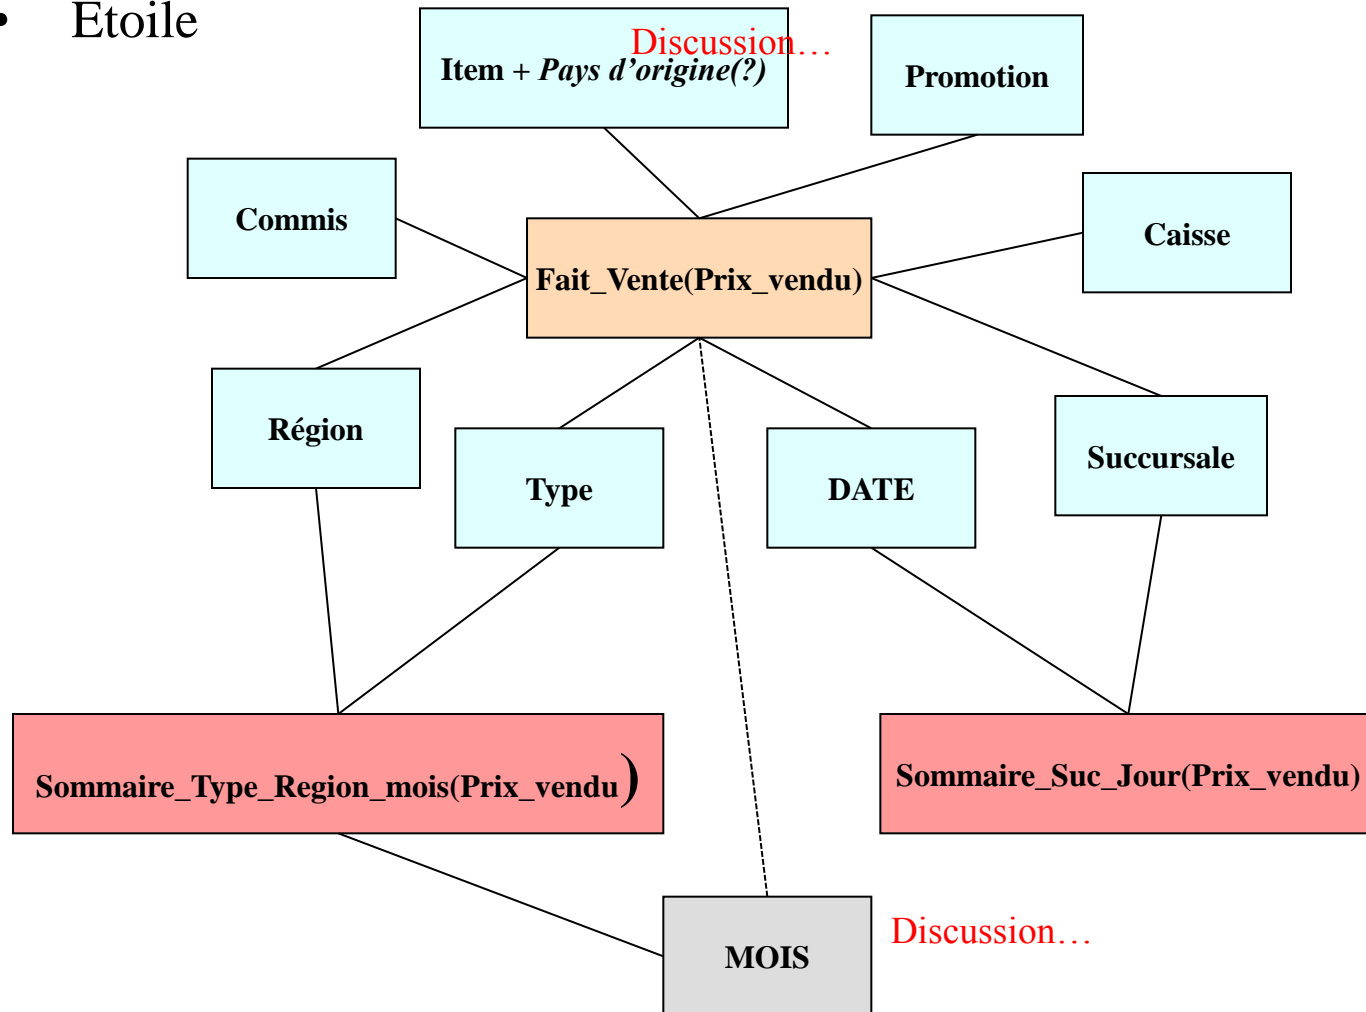 • Etoile
Discussion…
Item + Pays d’origine(?)
Promotion
Commis
Caisse
Fait_Vente(Prix_vendu)
Région
Type
DATE
Succursale
Sommaire_Type_Region_mois(Prix_vendu)
Sommaire_Suc_Jour(Prix_vendu)
MOIS
Discussion…